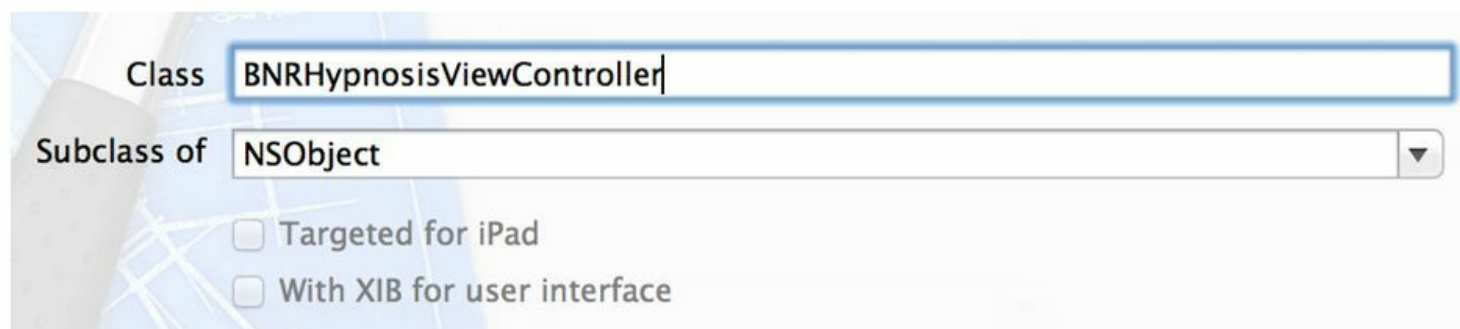 Class BNRHypnosisViewController
Subclass of NSObject
Targeted for iPad
With XIB for user interface